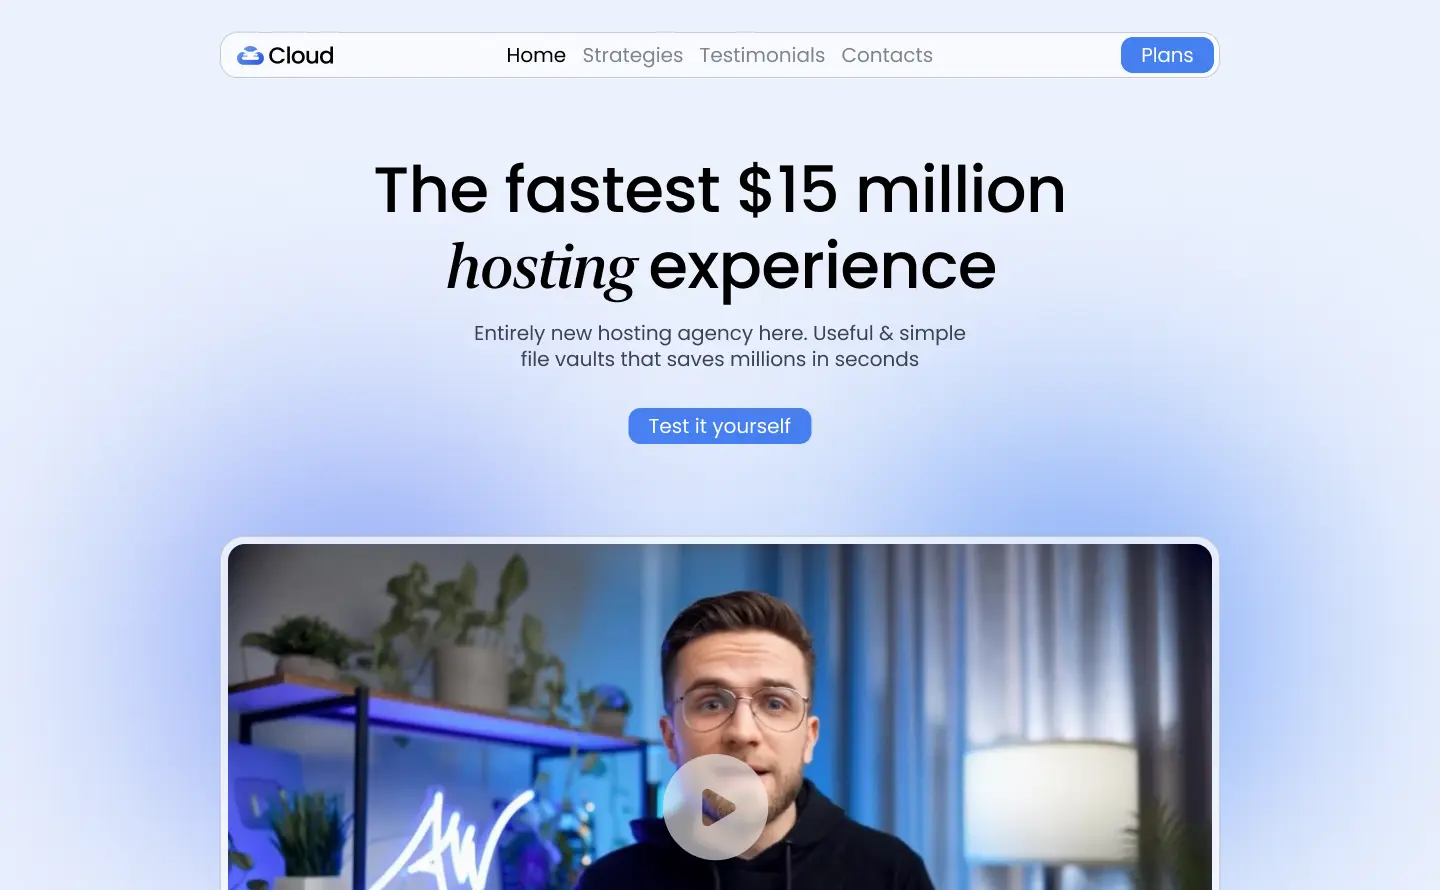 Cloud
Home Strategies Testimonials Contacts
Plans
The fastest $15 million
hosting experience
Entirely new hosting agency here. Useful & simple
file vaults that saves millions in seconds
Test it yourself
AW